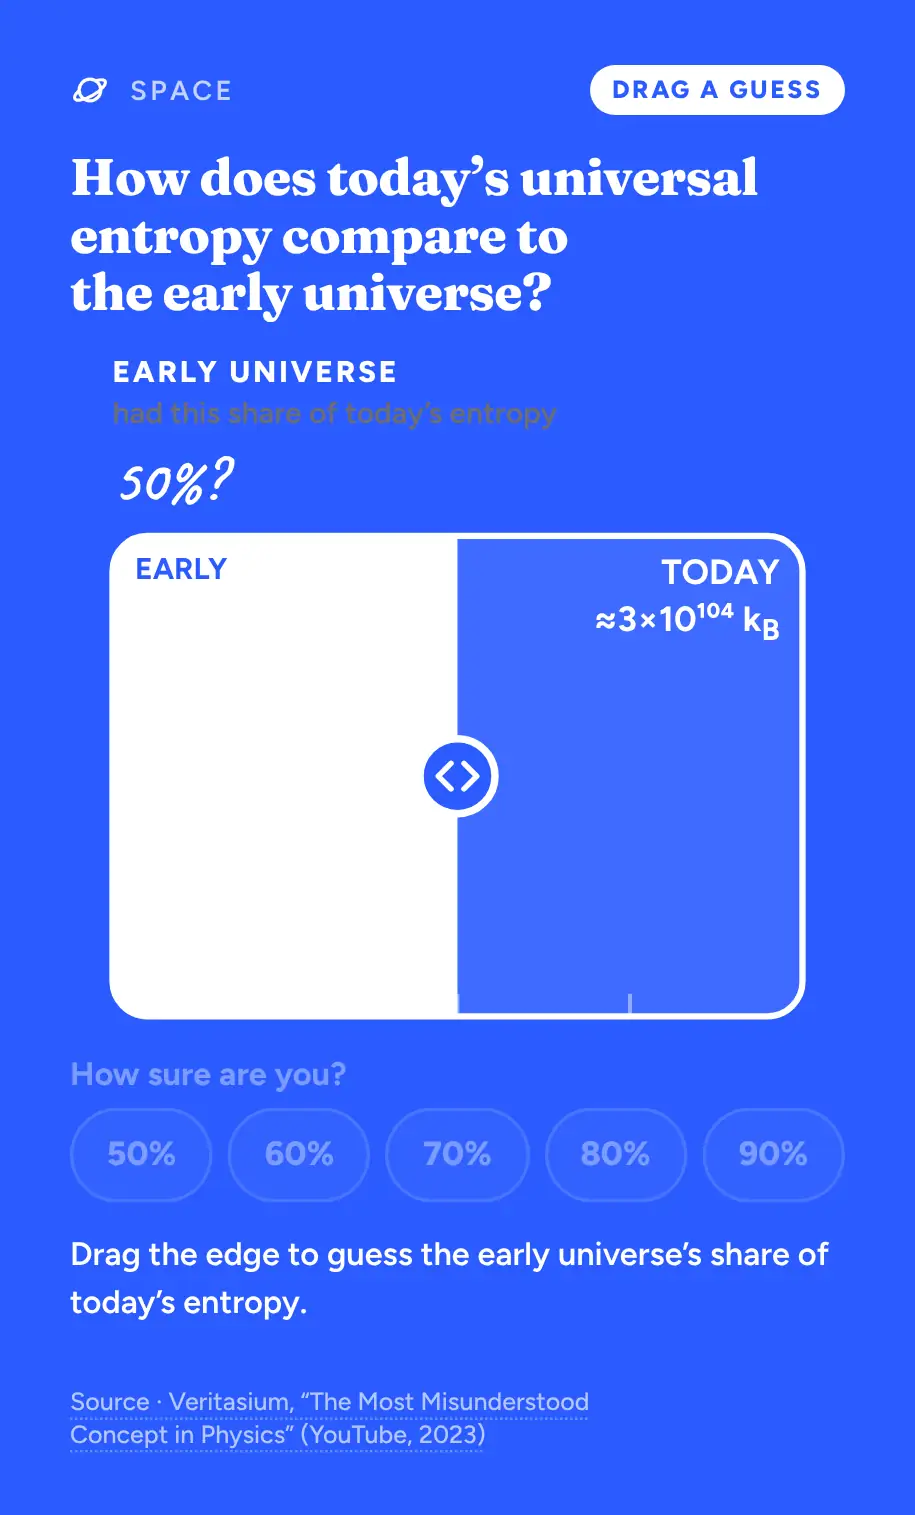 SPACE
DRAG A GUESS
How does today’s universal
entropy compare to
the early universe?
EARLY UNIVERSE
had this share of today’s entropy
50%?
EARLY
TODAY
≈3×10¹⁰⁴ k_B
How sure are you?
50% 60% 70% 80% 90%
Drag the edge to guess the early universe’s share of
today’s entropy.
Source · Veritasium, “The Most Misunderstood
Concept in Physics” (YouTube, 2023)